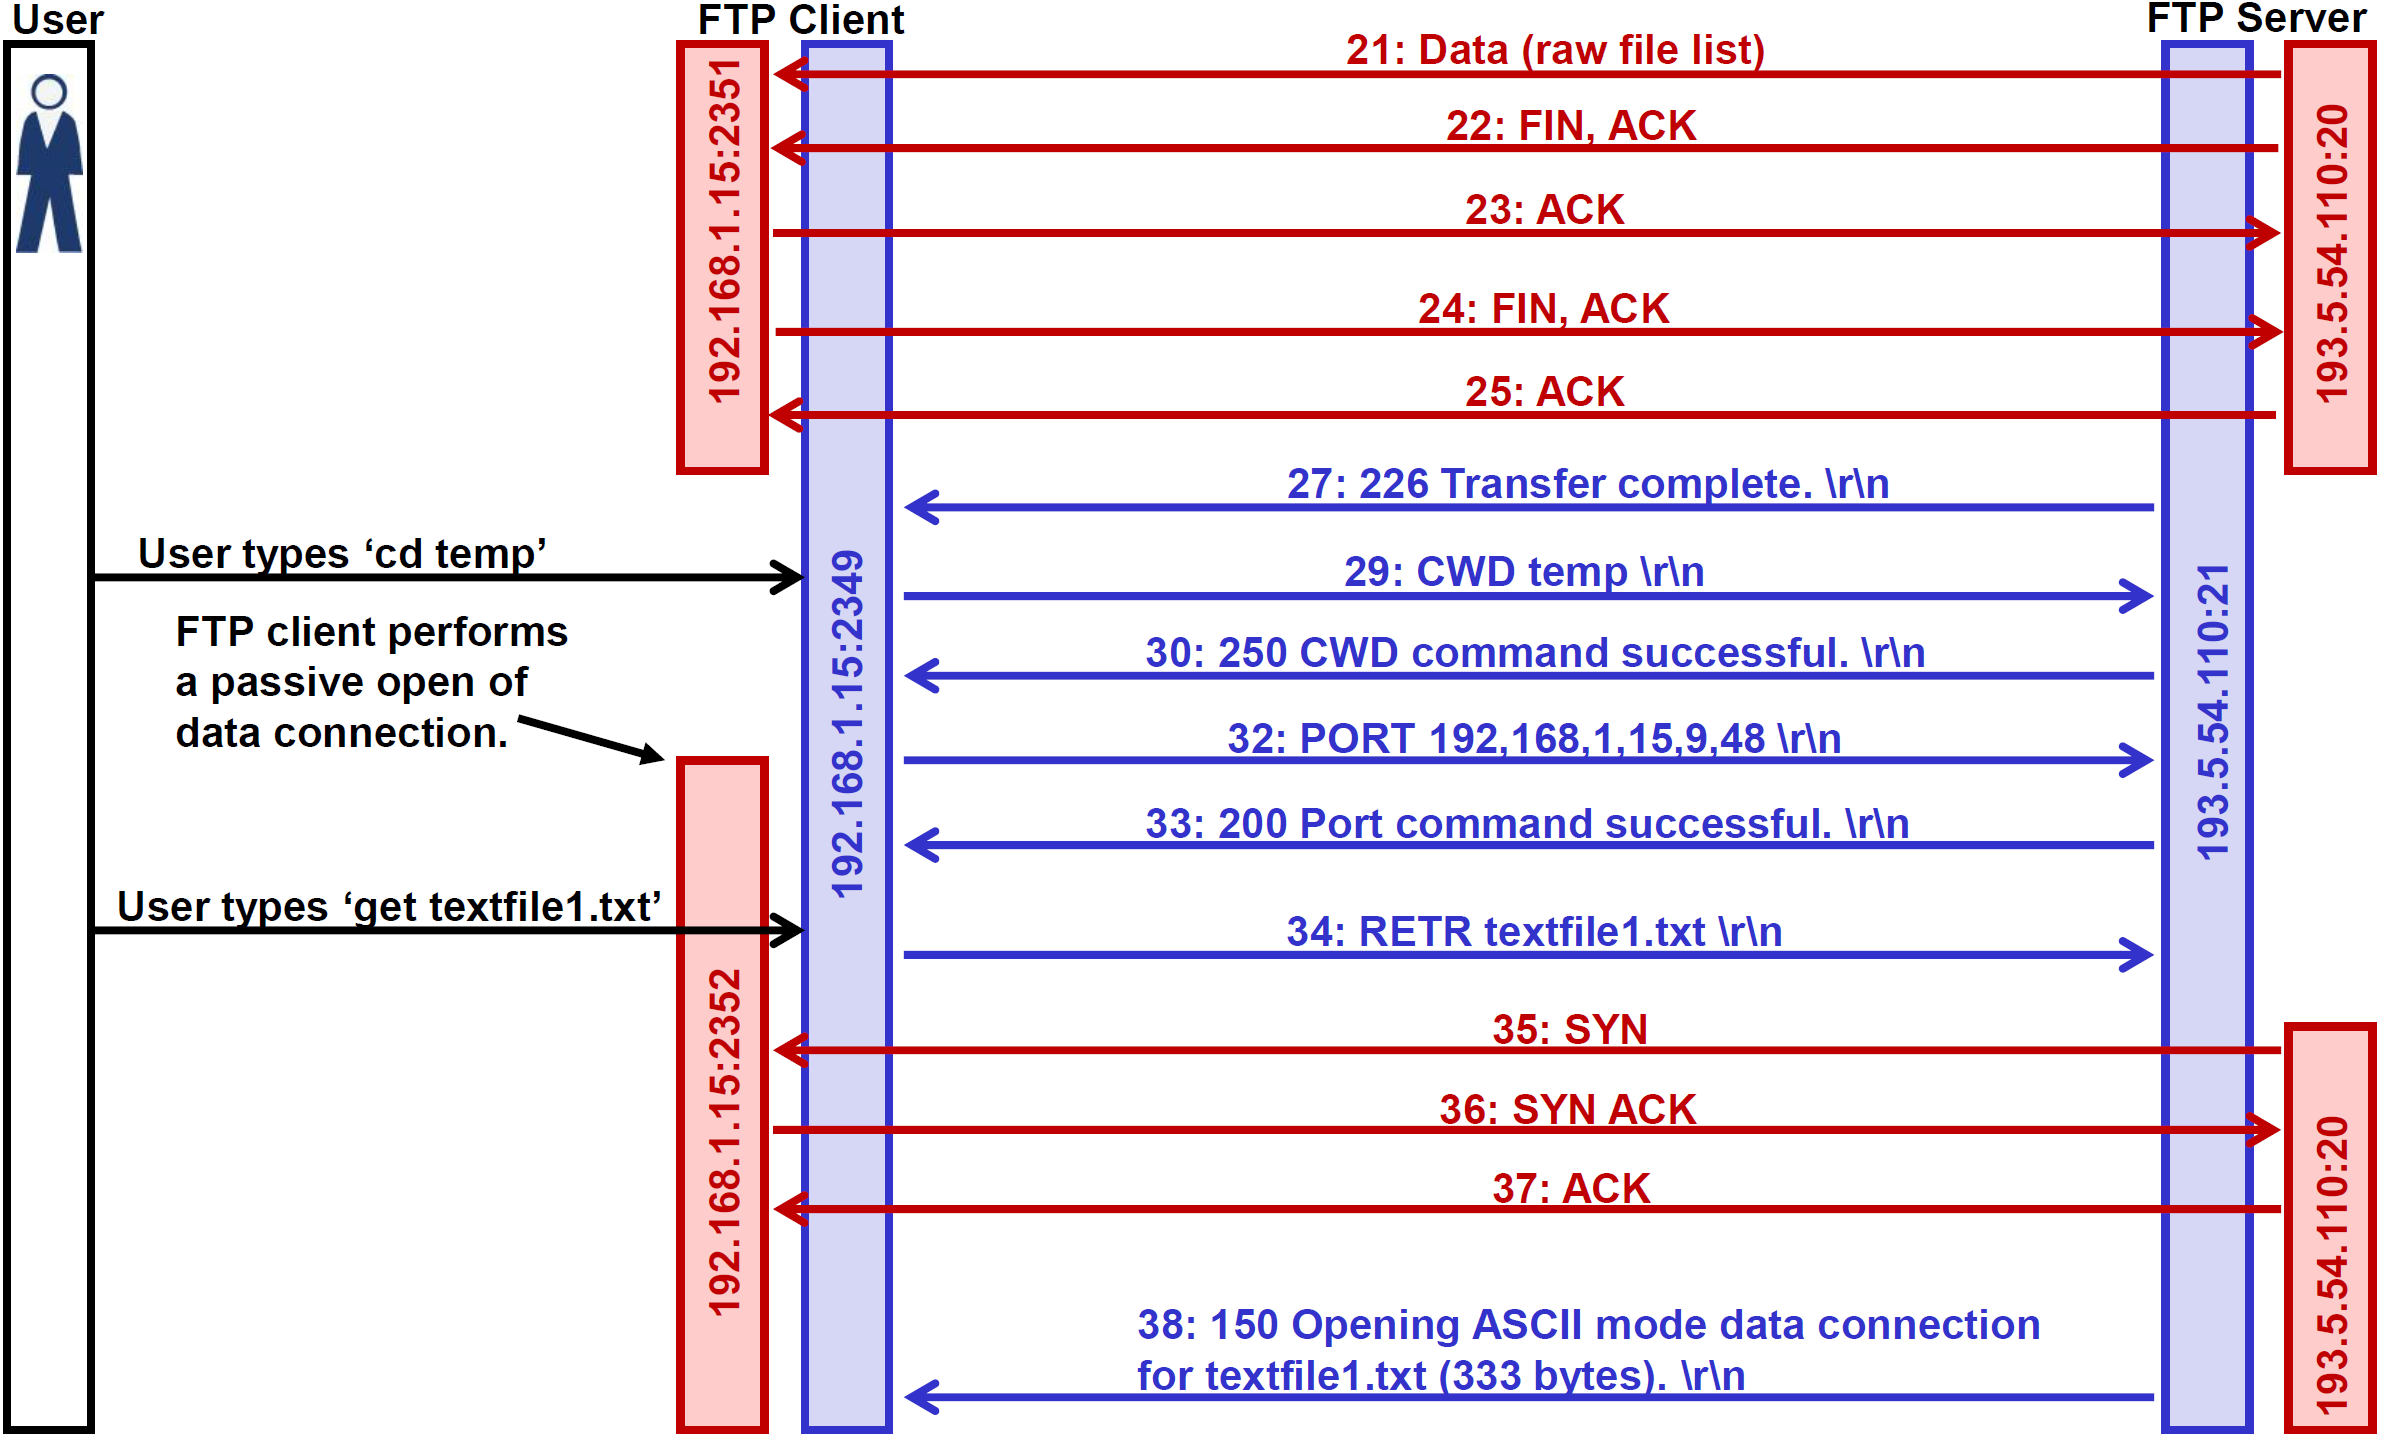 User
FTP Client
FTP Server
21: Data (raw file list)
22: FIN, ACK
23: ACK
24: FIN, ACK
25: ACK
192.168.1.15:2351
193.5.54.110:20
27: 226 Transfer complete. \r\n
User types ‘cd temp’
29: CWD temp \r\n
FTP client performs
a passive open of
data connection.
30: 250 CWD command successful. \r\n
192.168.1.15:2349
193.5.54.110:21
32: PORT 192,168,1,15,9,48 \r\n
33: 200 Port command successful. \r\n
User types ‘get textfile1.txt’
34: RETR textfile1.txt \r\n
35: SYN
36: SYN ACK
37: ACK
192.168.1.15:2352
193.5.54.110:20
38: 150 Opening ASCII mode data connection
for textfile1.txt (333 bytes). \r\n